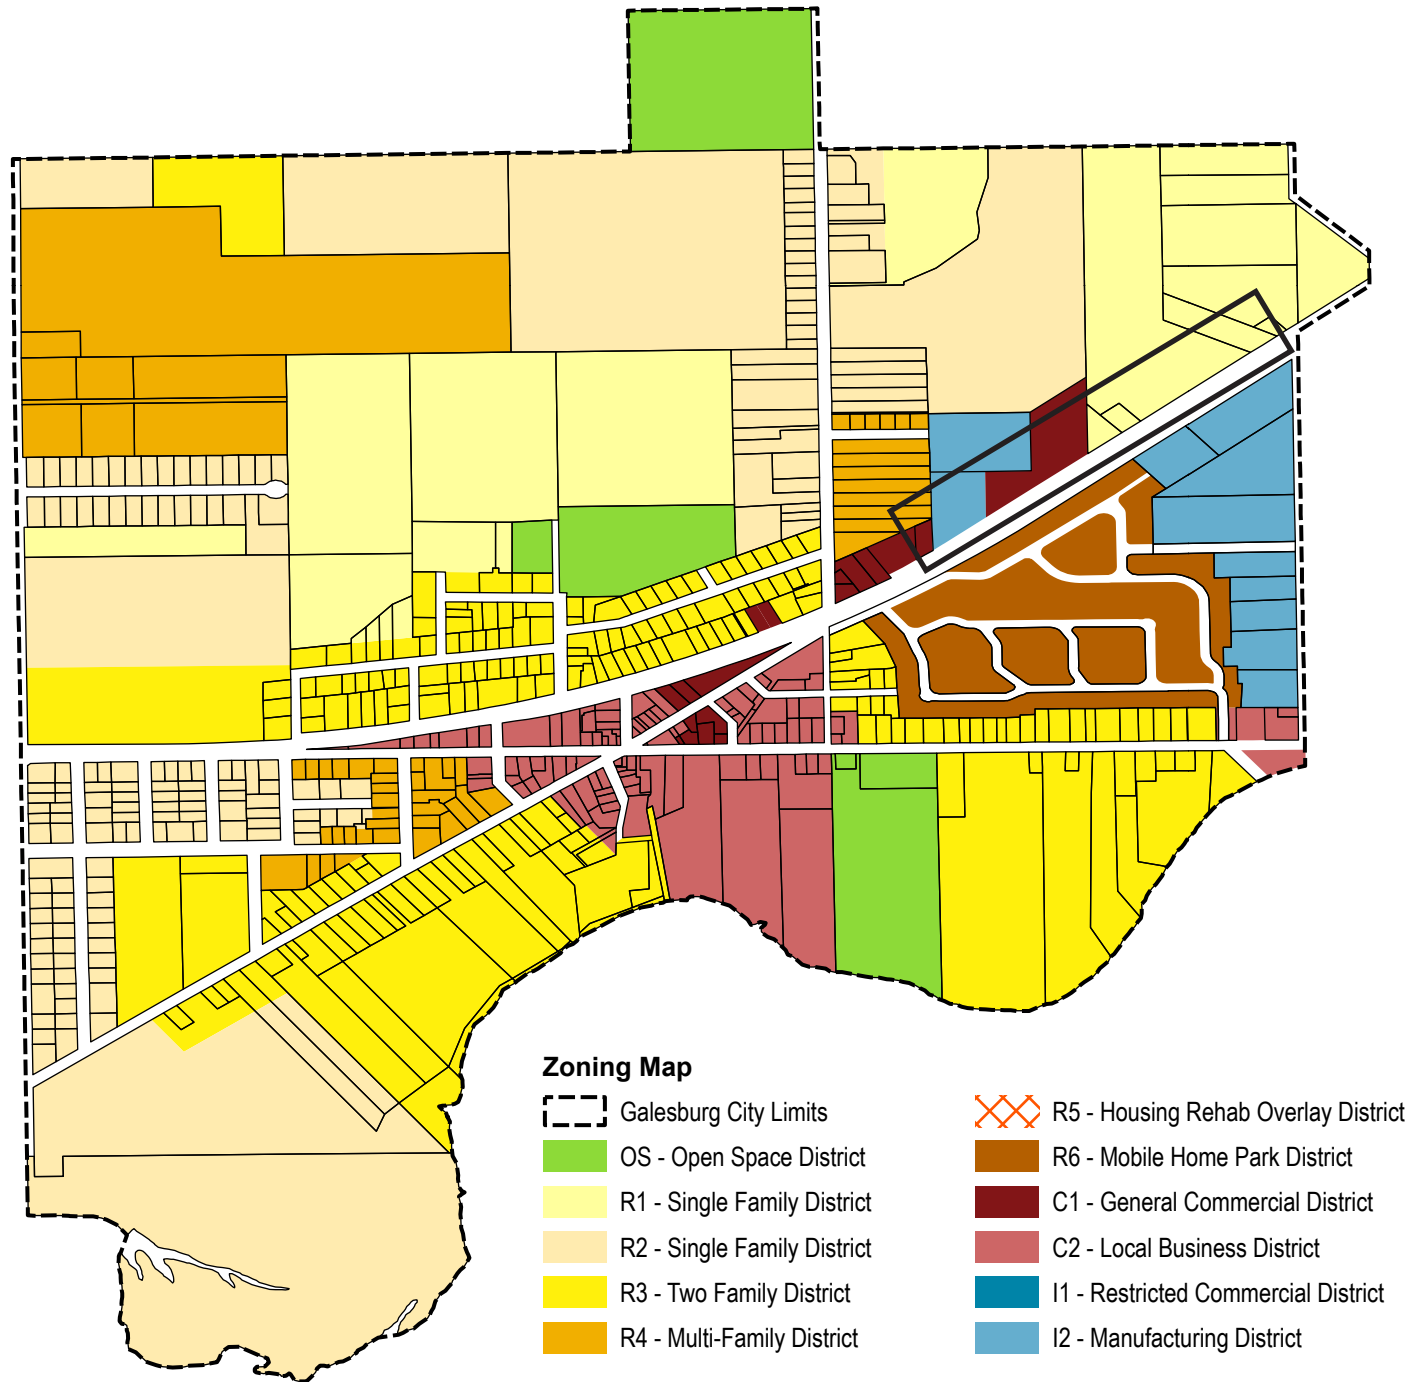 Zoning Map
Galesburg City Limits
OS - Open Space District
R1 - Single Family District
R2 - Single Family District
R3 - Two Family District
R4 - Multi-Family District
R5 - Housing Rehab Overlay District
R6 - Mobile Home Park District
C1 - General Commercial District
C2 - Local Business District
I1 - Restricted Commercial District
I2 - Manufacturing District